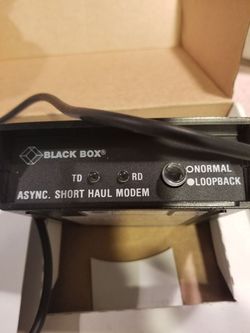 BLACK BOX®
TD RD
NORMAL
LOOPBACK
ASYNC. SHORT HAUL MODEM